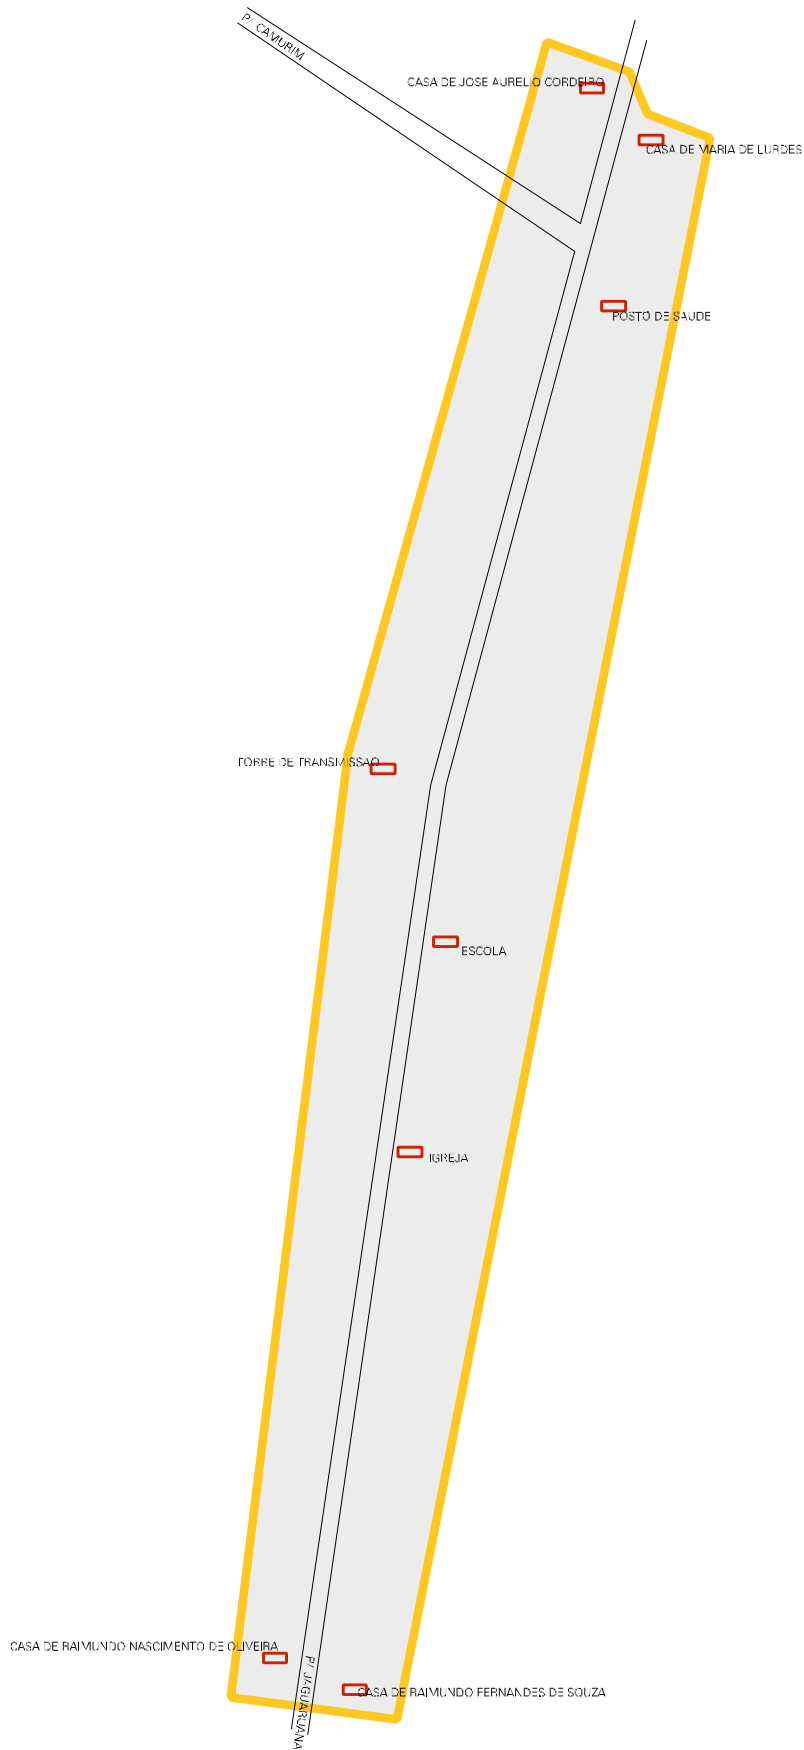 P/ CAMURIM
CASA DE JOSE AURELIO CORDEIRO
CASA DE MARIA DE LURDES
POSTO DE SAUDE
TORRE DE TRANSMISSAO
ESCOLA
IGREJA
CASA DE RAIMUNDO NASCIMENTO DE OLIVEIRA
P/ JAGUARUANA
CASA DE RAIMUNDO FERNANDES DE SOUZA